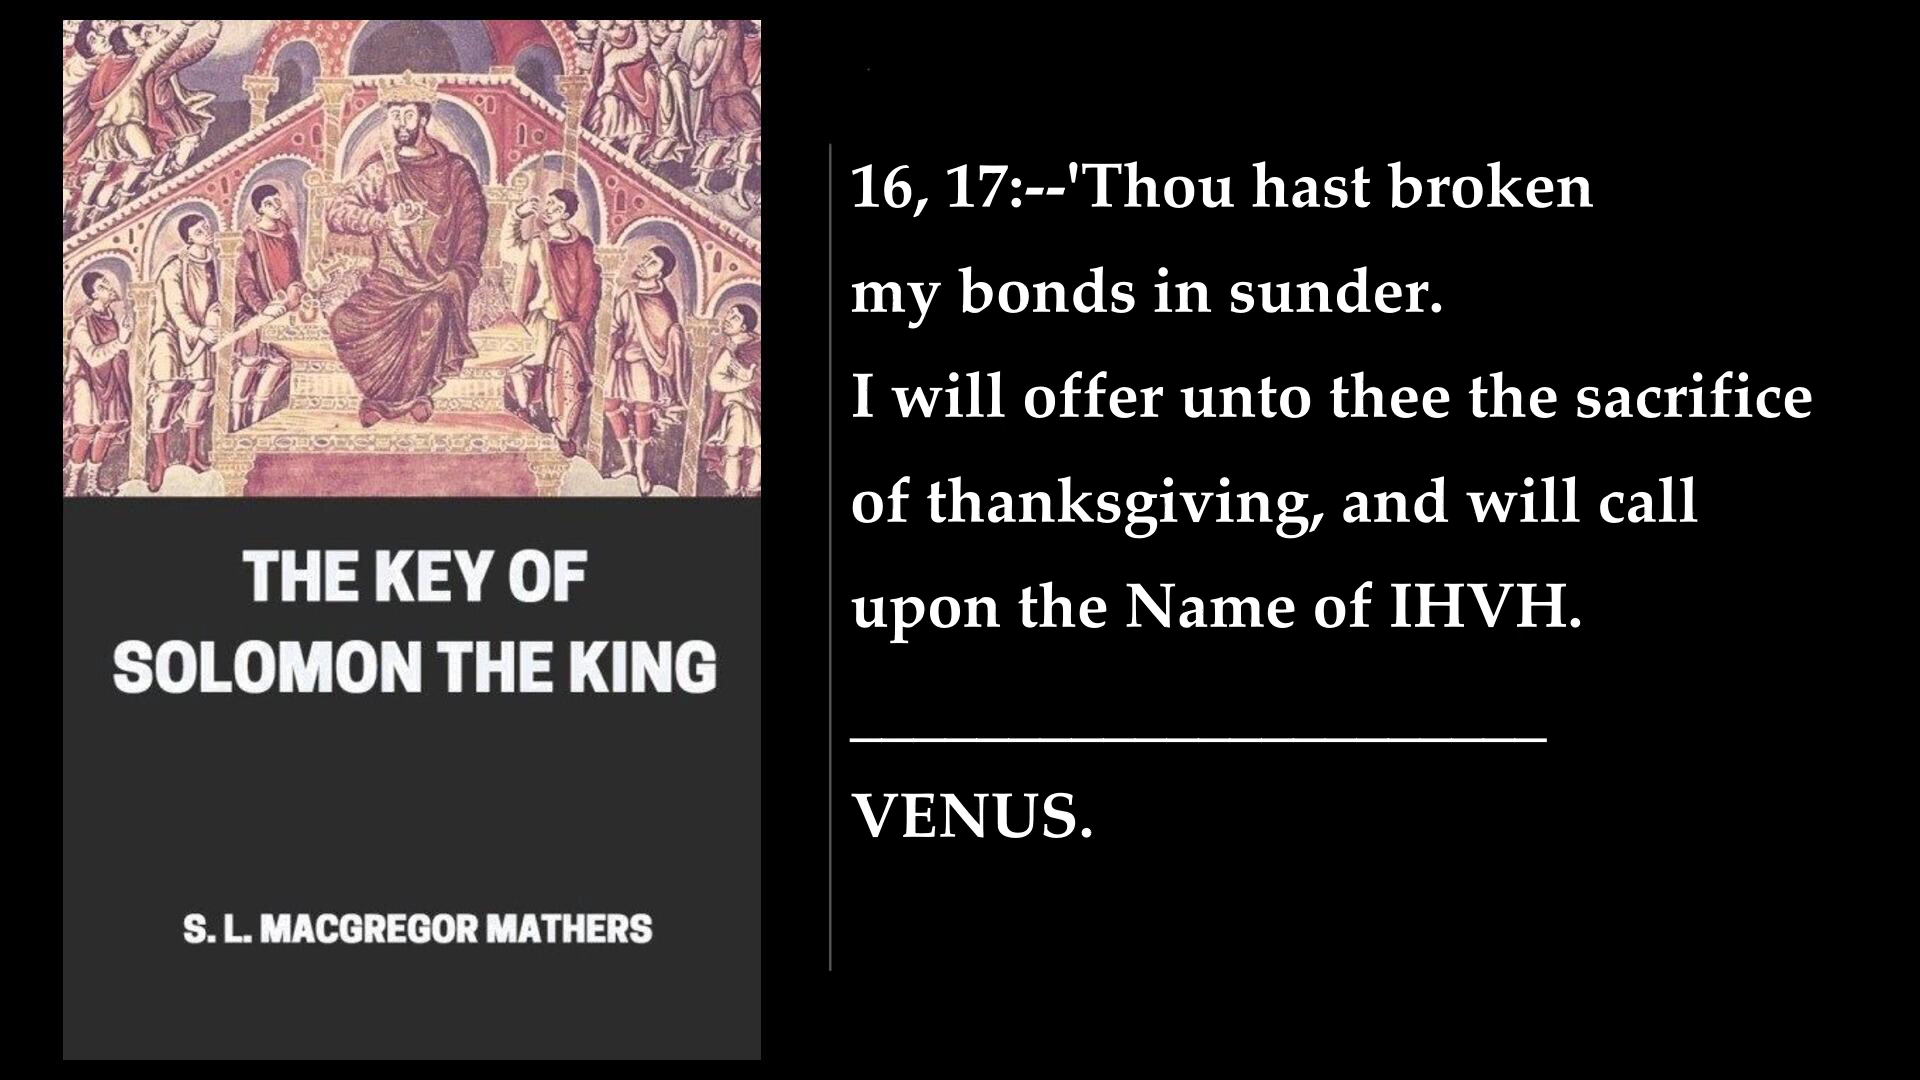 THE KEY OF
SOLOMON THE KING
S. L. MACGREGOR MATHERS
16, 17:--'Thou hast broken
my bonds in sunder.
I will offer unto thee the sacrifice
of thanksgiving, and will call
upon the Name of IHVH.
______________________
VENUS.